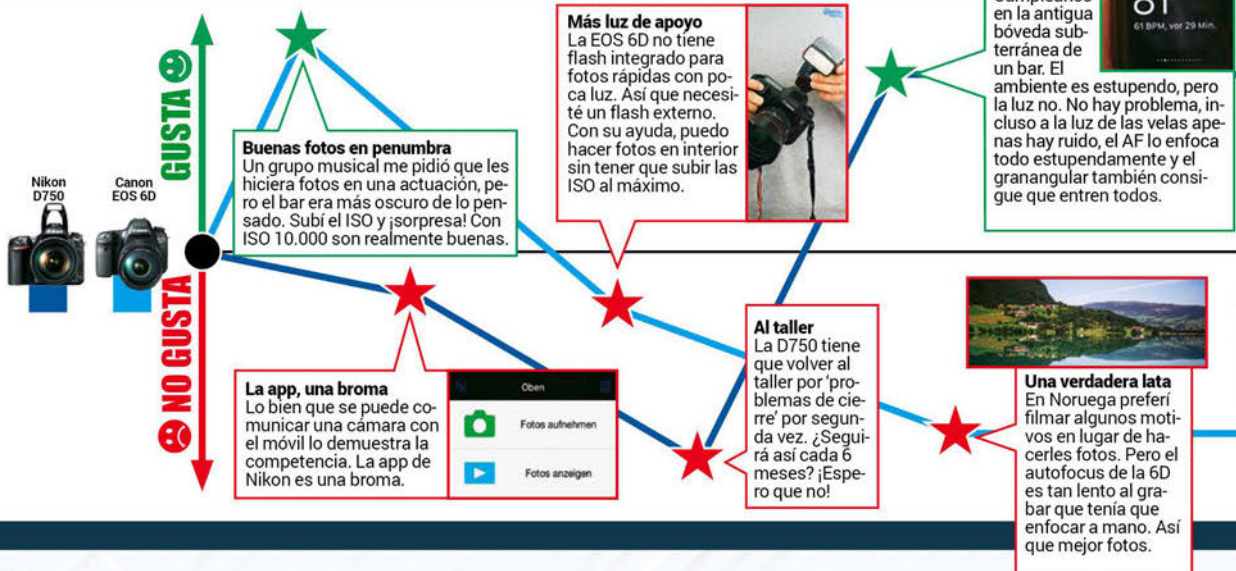 Nikon
D750
Canon
EOS 6D
GUSTA
NO GUSTA
Buenas fotos en penumbra
Un grupo musical me pidió que les
hiciera fotos en una actuación, pe-
ro el bar era más oscuro de lo pen-
sado. Subí el ISO y ¡sorpresa! Con
ISO 10.000 son realmente buenas.
La app, una broma
Lo bien que se puede co-
municar una cámara con
el móvil lo demuestra la
competencia. La app de
Nikon es una broma.
Oben
Fotos aufnehmen
Fotos anzeigen
Más luz de apoyo
La EOS 6D no tiene
flash integrado para
fotos rápidas con po-
ca luz. Así que necesi-
té un flash externo.
Con su ayuda, puedo
hacer fotos en interior
sin tener que subir las
ISO al máximo.
Al taller
La D750 tiene
que volver al
taller por ‘pro-
blemas de cie-
rre’ por segun-
da vez. ¿Segui-
rá así cada 6
meses? ¡Espe-
ro que no!
en la antigua
bóveda sub-
terránea de
un bar. El
ambiente es estupendo, pero
la luz no. No hay problema, in-
cluso a la luz de las velas ape-
nas hay ruido, el AF lo enfoca
todo estupendamente y el
granangular también consi-
gue que entren todos.
61 BPM, vor 29 Min.
Una verdadera lata
En Noruega preferí
filmar algunos moti-
vos en lugar de ha-
cerles fotos. Pero el
autofocus de la 6D
es tan lento al gra-
bar que tenía que
enfocar a mano. Así
que mejor fotos.